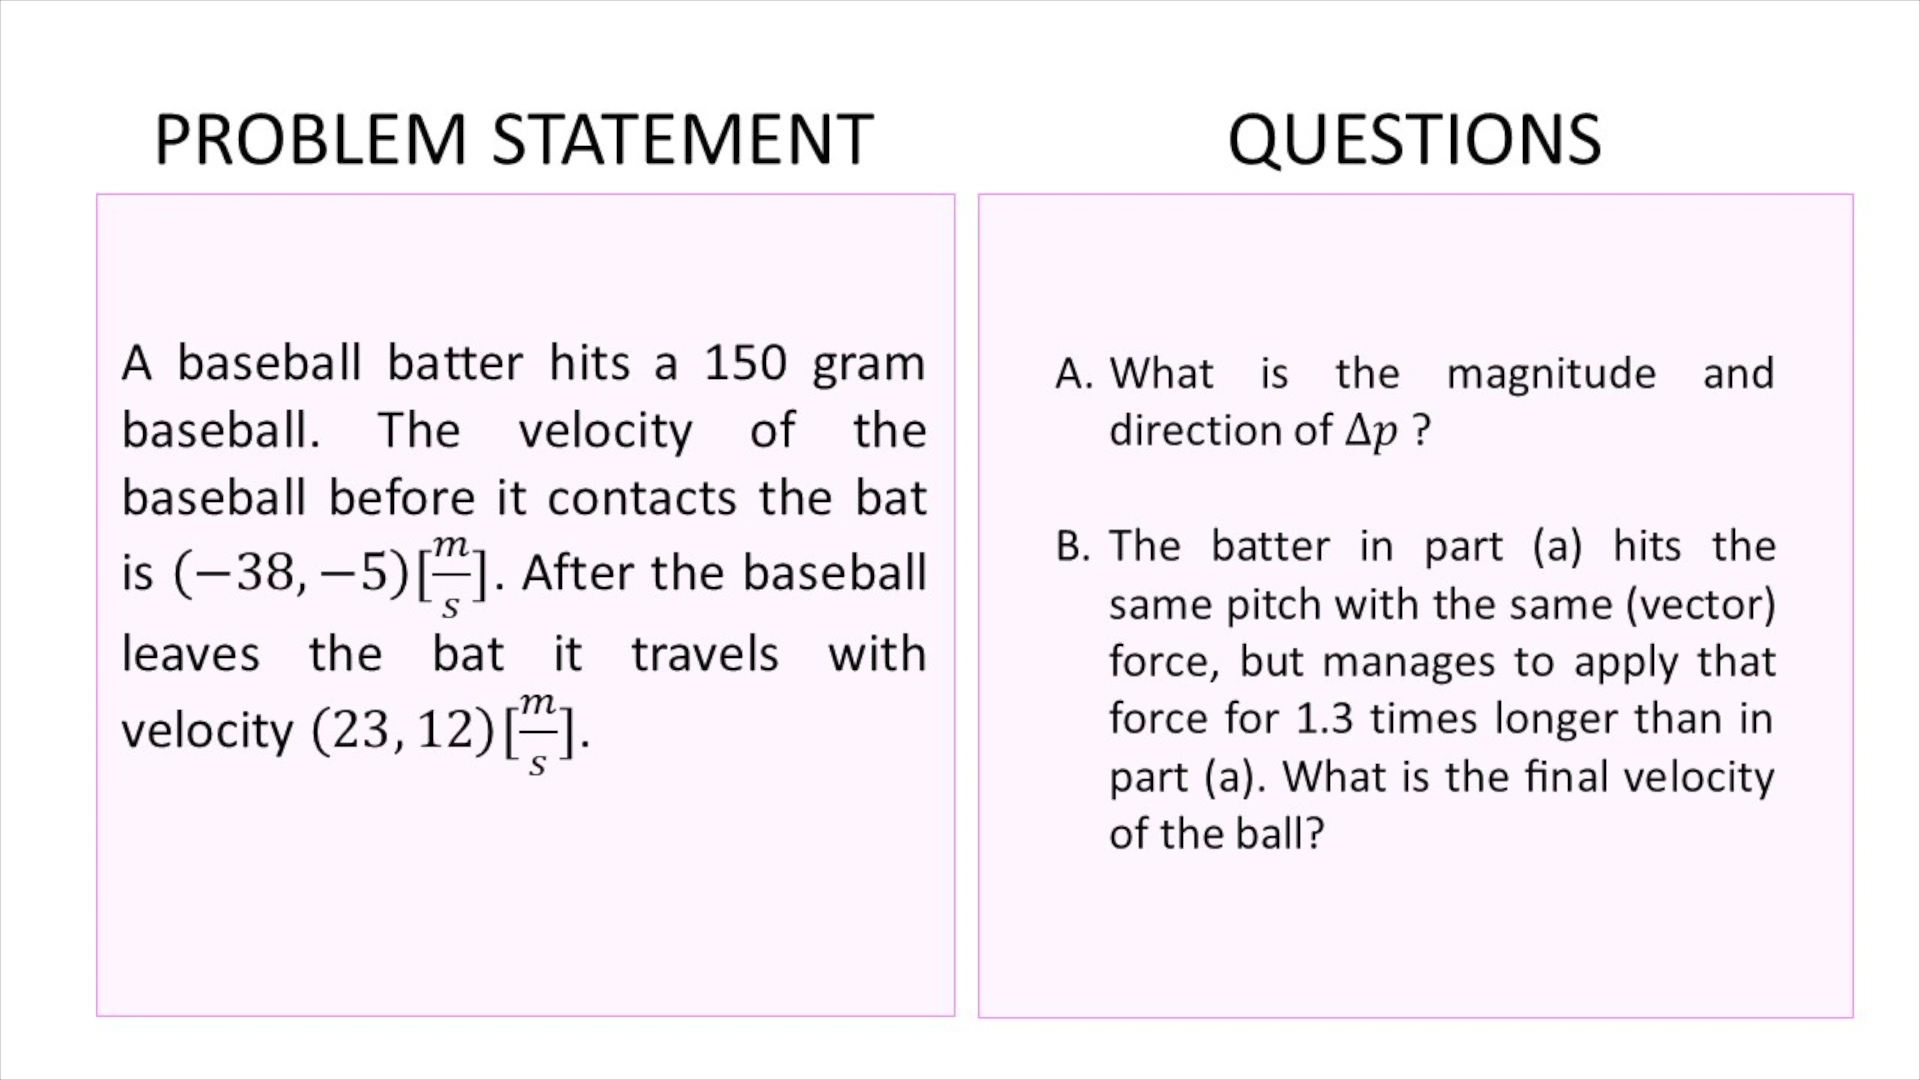 PROBLEM STATEMENT
A baseball batter hits a 150 gram
baseball. The velocity of the
baseball before it contacts the bat
is (−38, −5)[m/s]. After the baseball
leaves the bat it travels with
velocity (23, 12)[m/s].
QUESTIONS
A. What is the magnitude and
direction of Δp ?
B. The batter in part (a) hits the
same pitch with the same (vector)
force, but manages to apply that
force for 1.3 times longer than in
part (a). What is the final velocity
of the ball?